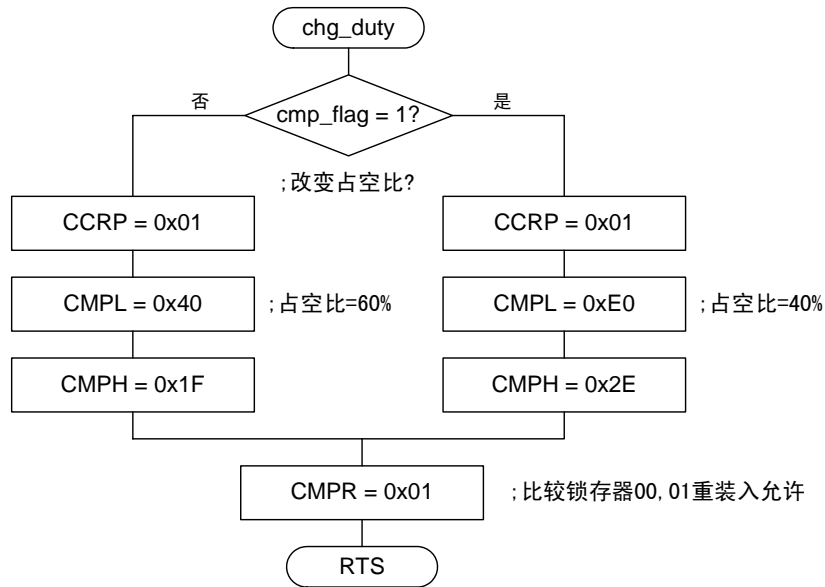 chg_duty
否
cmp_flag = 1?
是
;改变占空比?
CCRP = 0x01
CCRP = 0x01
CMPL = 0x40
;占空比=60%
CMPL = 0xE0
;占空比=40%
CMPH = 0x1F
CMPH = 0x2E
CMPR = 0x01
;比较锁存器00,01重装入允许
RTS